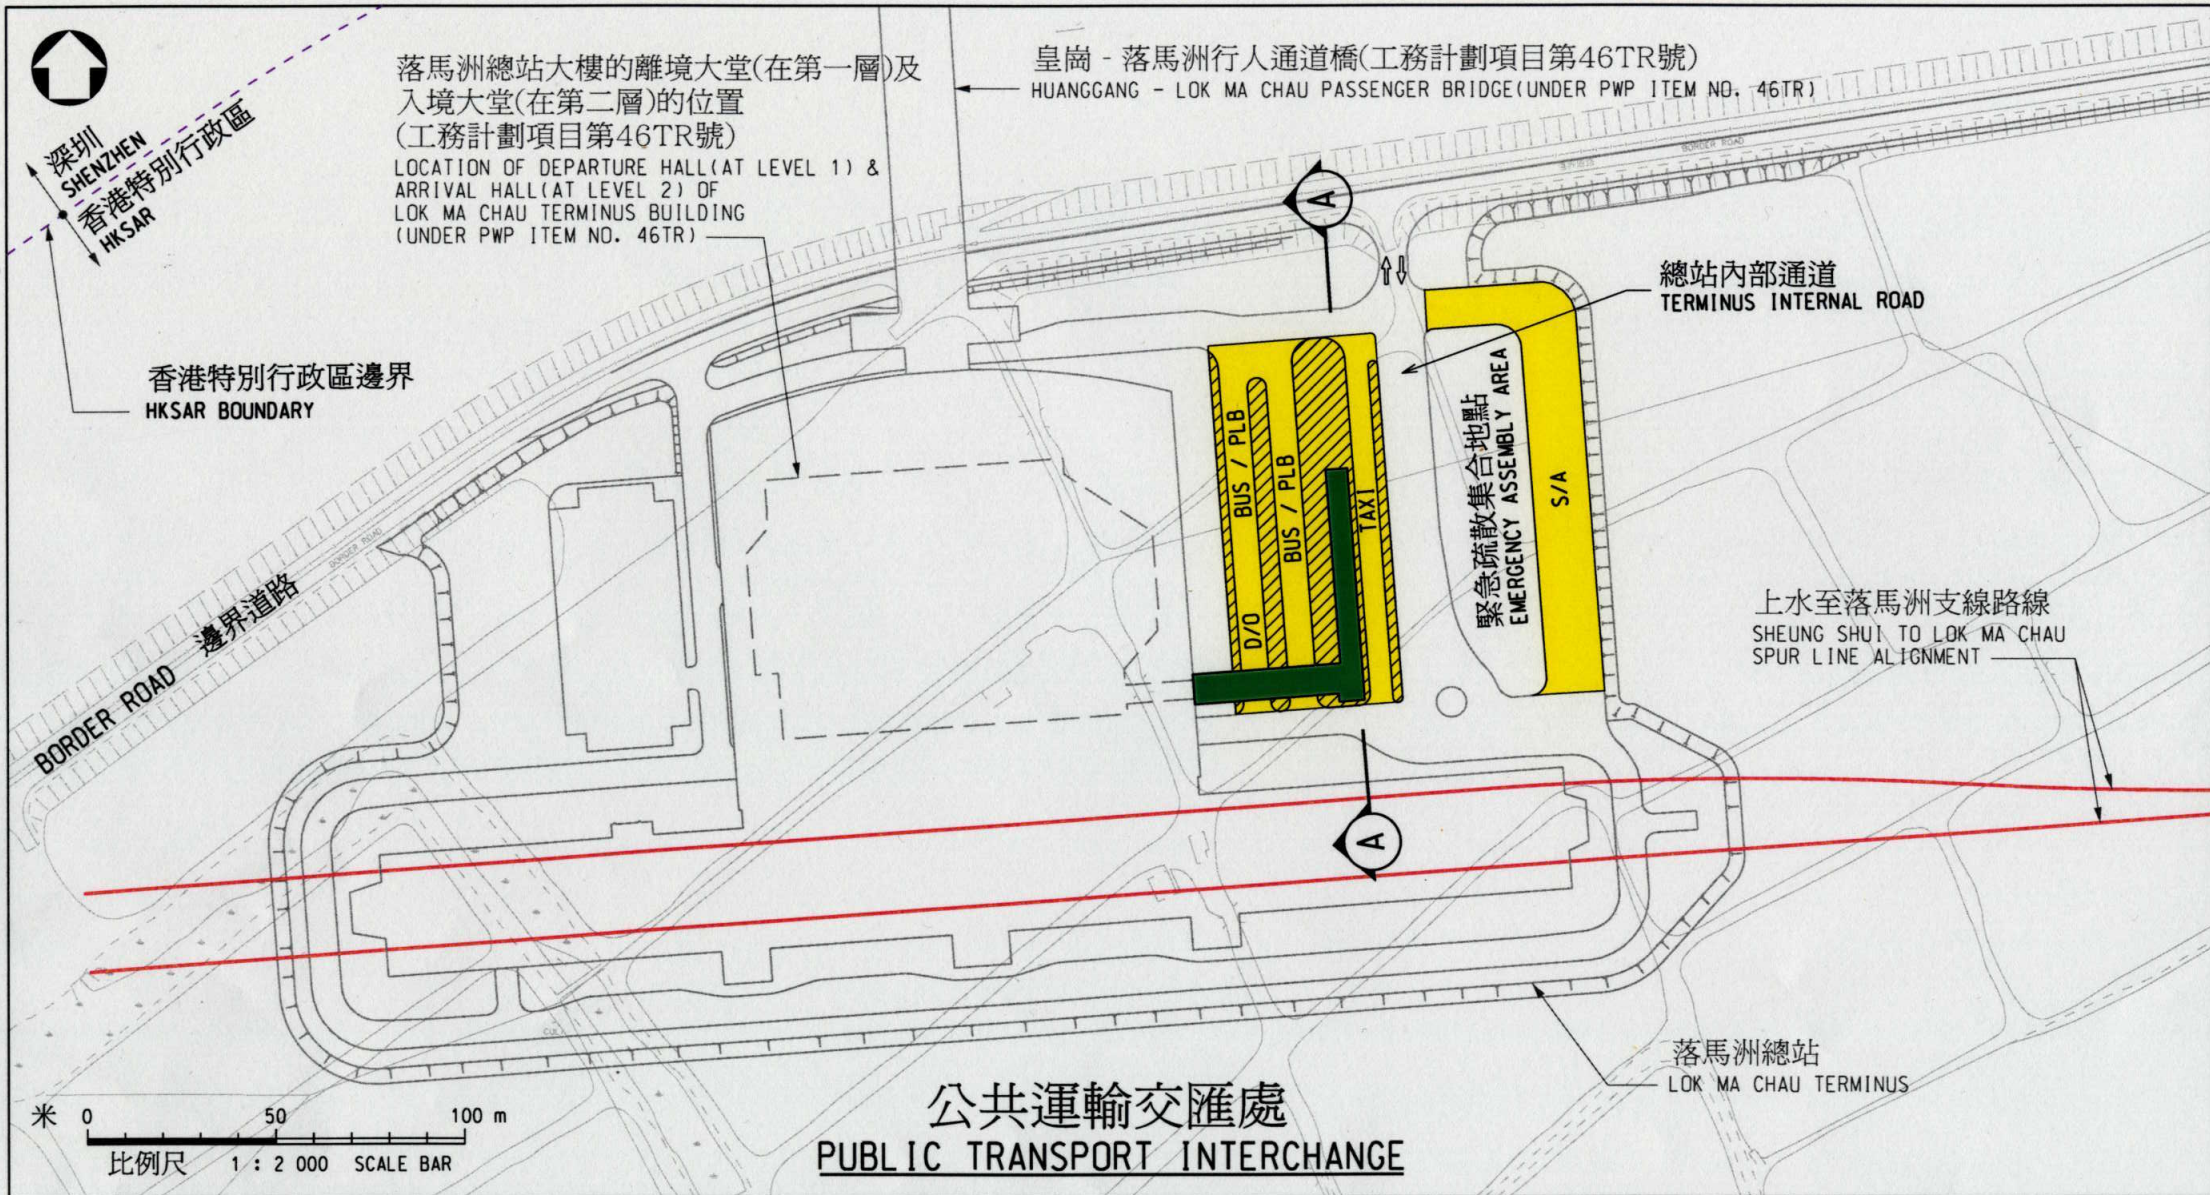 深圳
SHENZHEN
香港特別行政區
HKSAR
落馬洲總站大樓的離境大堂(在第一層)及
入境大堂(在第二層)的位置
(工務計劃項目第46TR號)
LOCATION OF DEPARTURE HALL(AT LEVEL 1) &
ARRIVAL HALL(AT LEVEL 2) OF
LOK MA CHAU TERMINUS BUILDING
(UNDER PWP ITEM NO. 46TR)
皇崗 - 落馬洲行人通道橋(工務計劃項目第46TR號)
HUANGGANG - LOK MA CHAU PASSENGER BRIDGE(UNDER PWP ITEM NO. 46TR)
BORDER ROAD
A
總站內部通道
TERMINUS INTERNAL ROAD
香港特別行政區邊界
HKSAR BOUNDARY
BUS / PLB
BUS / PLB
D/O
TAXI
緊急疏散集合地點
EMERGENCY ASSEMBLY AREA
S/A
BORDER ROAD
BORDER ROAD 邊界道路
上水至落馬洲支線路線
SHEUNG SHUI TO LOK MA CHAU
SPUR LINE ALIGNMENT
A
落馬洲總站
LOK MA CHAU TERMINUS
米 0 50 100 m
比例尺 1 : 2 000 SCALE BAR
公共運輸交匯處
PUBLIC TRANSPORT INTERCHANGE